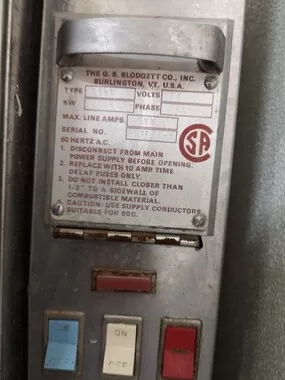 THE G. S. BLODGETT CO., INC.
BURLINGTON, VT. U.S.A.
TYPE VOLTS
KW PHASE
MAX. LINE AMPS.
SERIAL NO.
60 HERTZ A.C.
1. DISCONNECT FROM MAIN
POWER SUPPLY BEFORE OPENING.
2. REPLACE WITH 10 AMP TIME
DELAY FUSES ONLY.
3. DO NOT INSTALL CLOSER THAN
1/2" TO A SIDEWALL OF
COMBUSTIBLE MATERIAL.
4. CAUTION: USE SUPPLY CONDUCTORS
SUITABLE FOR 90C.
SA
ON
OFF